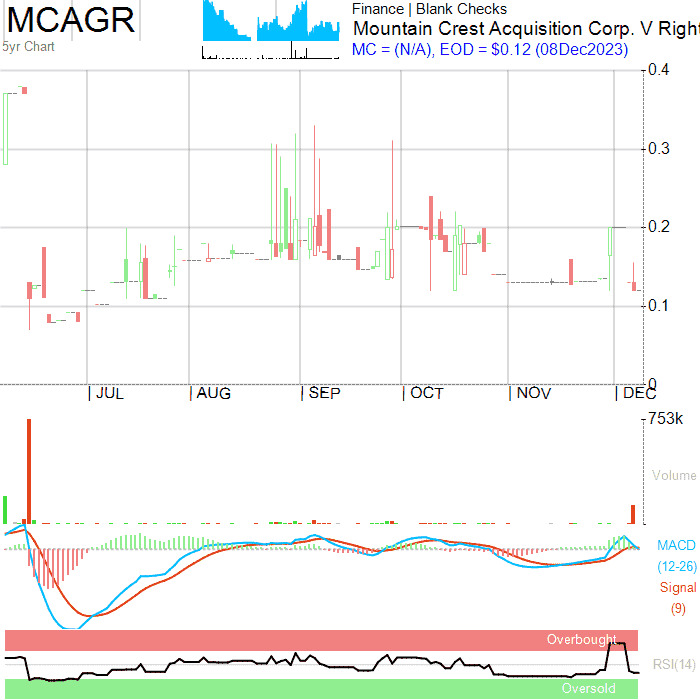 MCAGR
5yr Chart
Finance | Blank Checks
Mountain Crest Acquisition Corp. V Right
MC = (N/A), EOD = $0.12 (08Dec2023)
0.4
0.3
0.2
0.1
0
JUL AUG SEP OCT NOV DEC
753k
Volume
MACD
(12-26)
Signal
(9)
Overbought
RSI(14)
Oversold